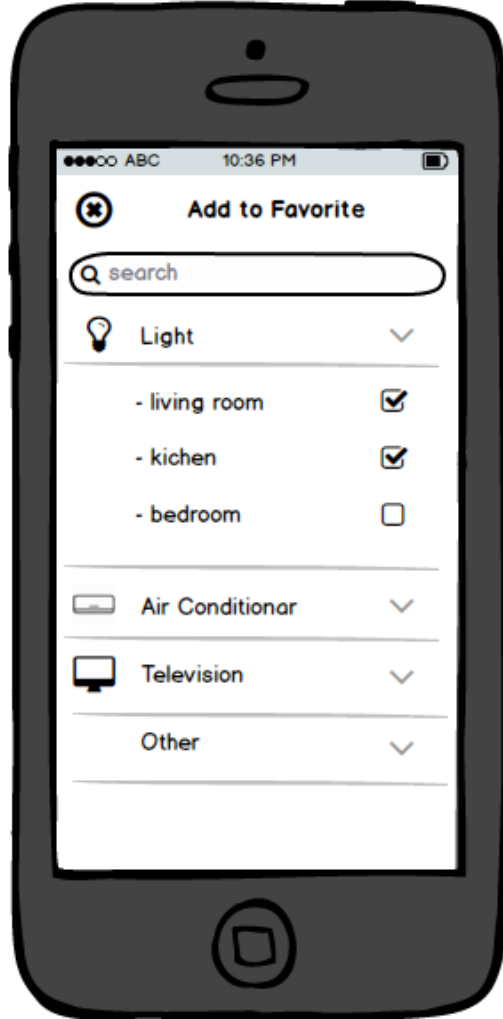 ABC 10:36 PM
Add to Favorite
search
Light
- living room
- kichen
- bedroom
Air Conditionar
Television
Other